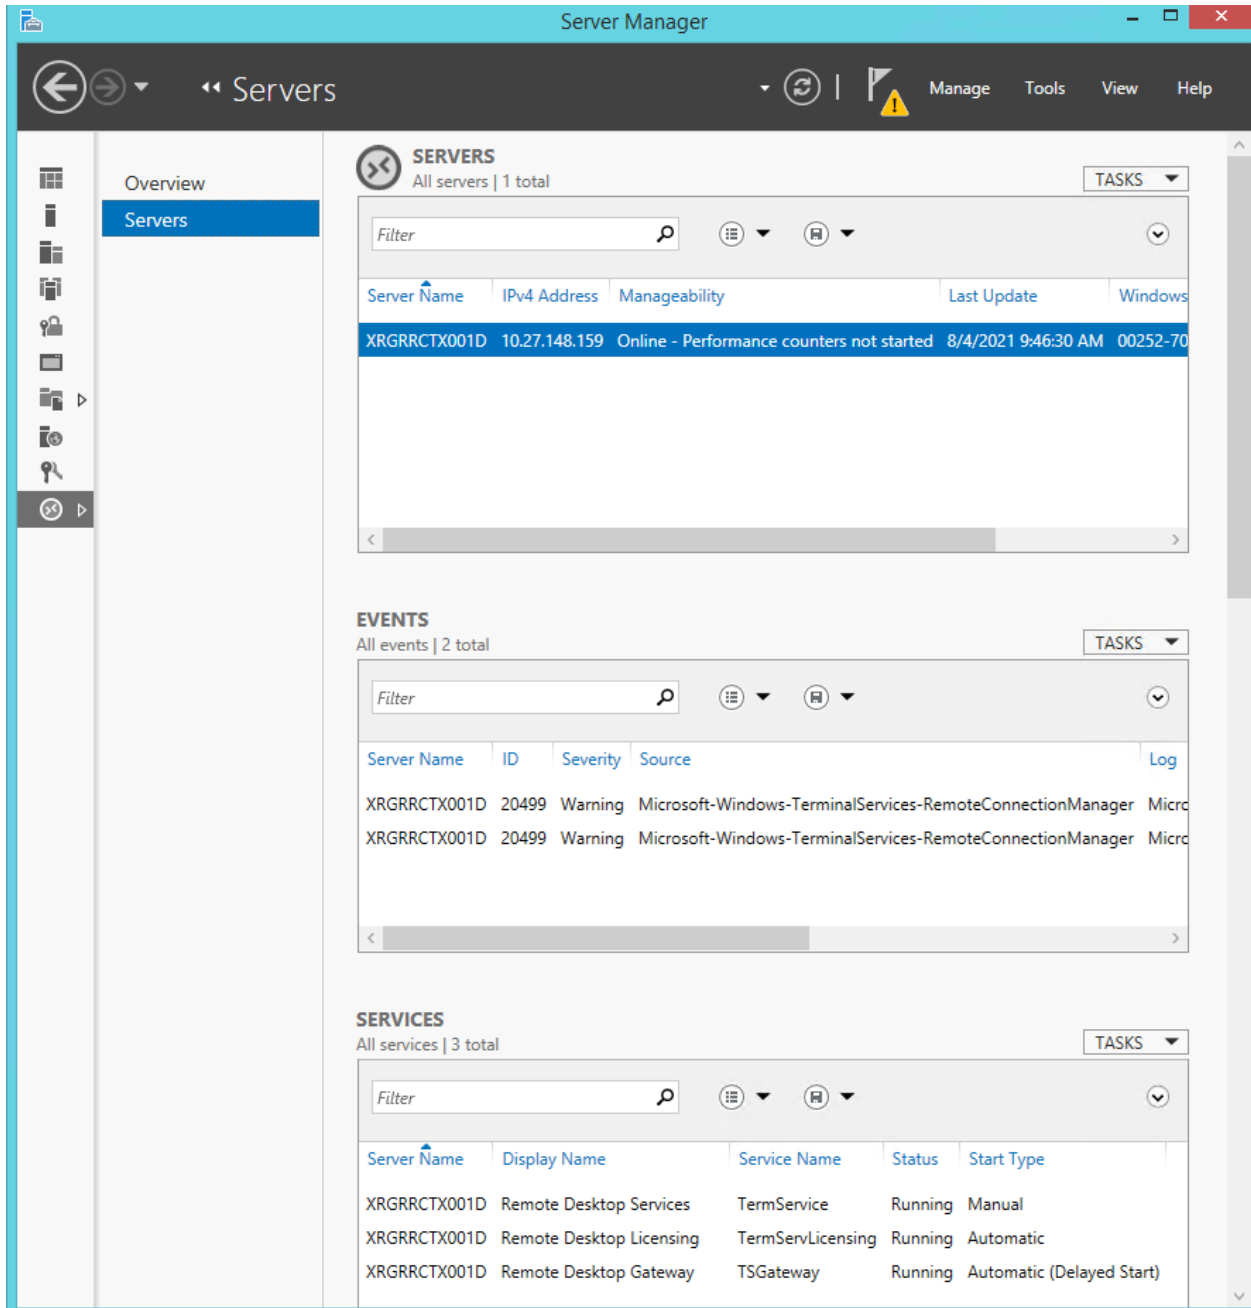 Server Manager
Servers
Manage Tools View Help
Overview
Servers
SERVERS
All servers | 1 total
TASKS
Filter
Server Name IPv4 Address Manageability Last Update Windows
XRGRRCTX001D 10.27.148.159 Online - Performance counters not started 8/4/2021 9:46:30 AM 00252-70
EVENTS
All events | 2 total
TASKS
Filter
Server Name ID Severity Source Log
XRGRRCTX001D 20499 Warning Microsoft-Windows-TerminalServices-RemoteConnectionManager Micro
XRGRRCTX001D 20499 Warning Microsoft-Windows-TerminalServices-RemoteConnectionManager Micro
SERVICES
All services | 3 total
TASKS
Filter
Server Name Display Name Service Name Status Start Type
XRGRRCTX001D Remote Desktop Services TermService Running Manual
XRGRRCTX001D Remote Desktop Licensing TermServLicensing Running Automatic
XRGRRCTX001D Remote Desktop Gateway TSGateway Running Automatic (Delayed Start)